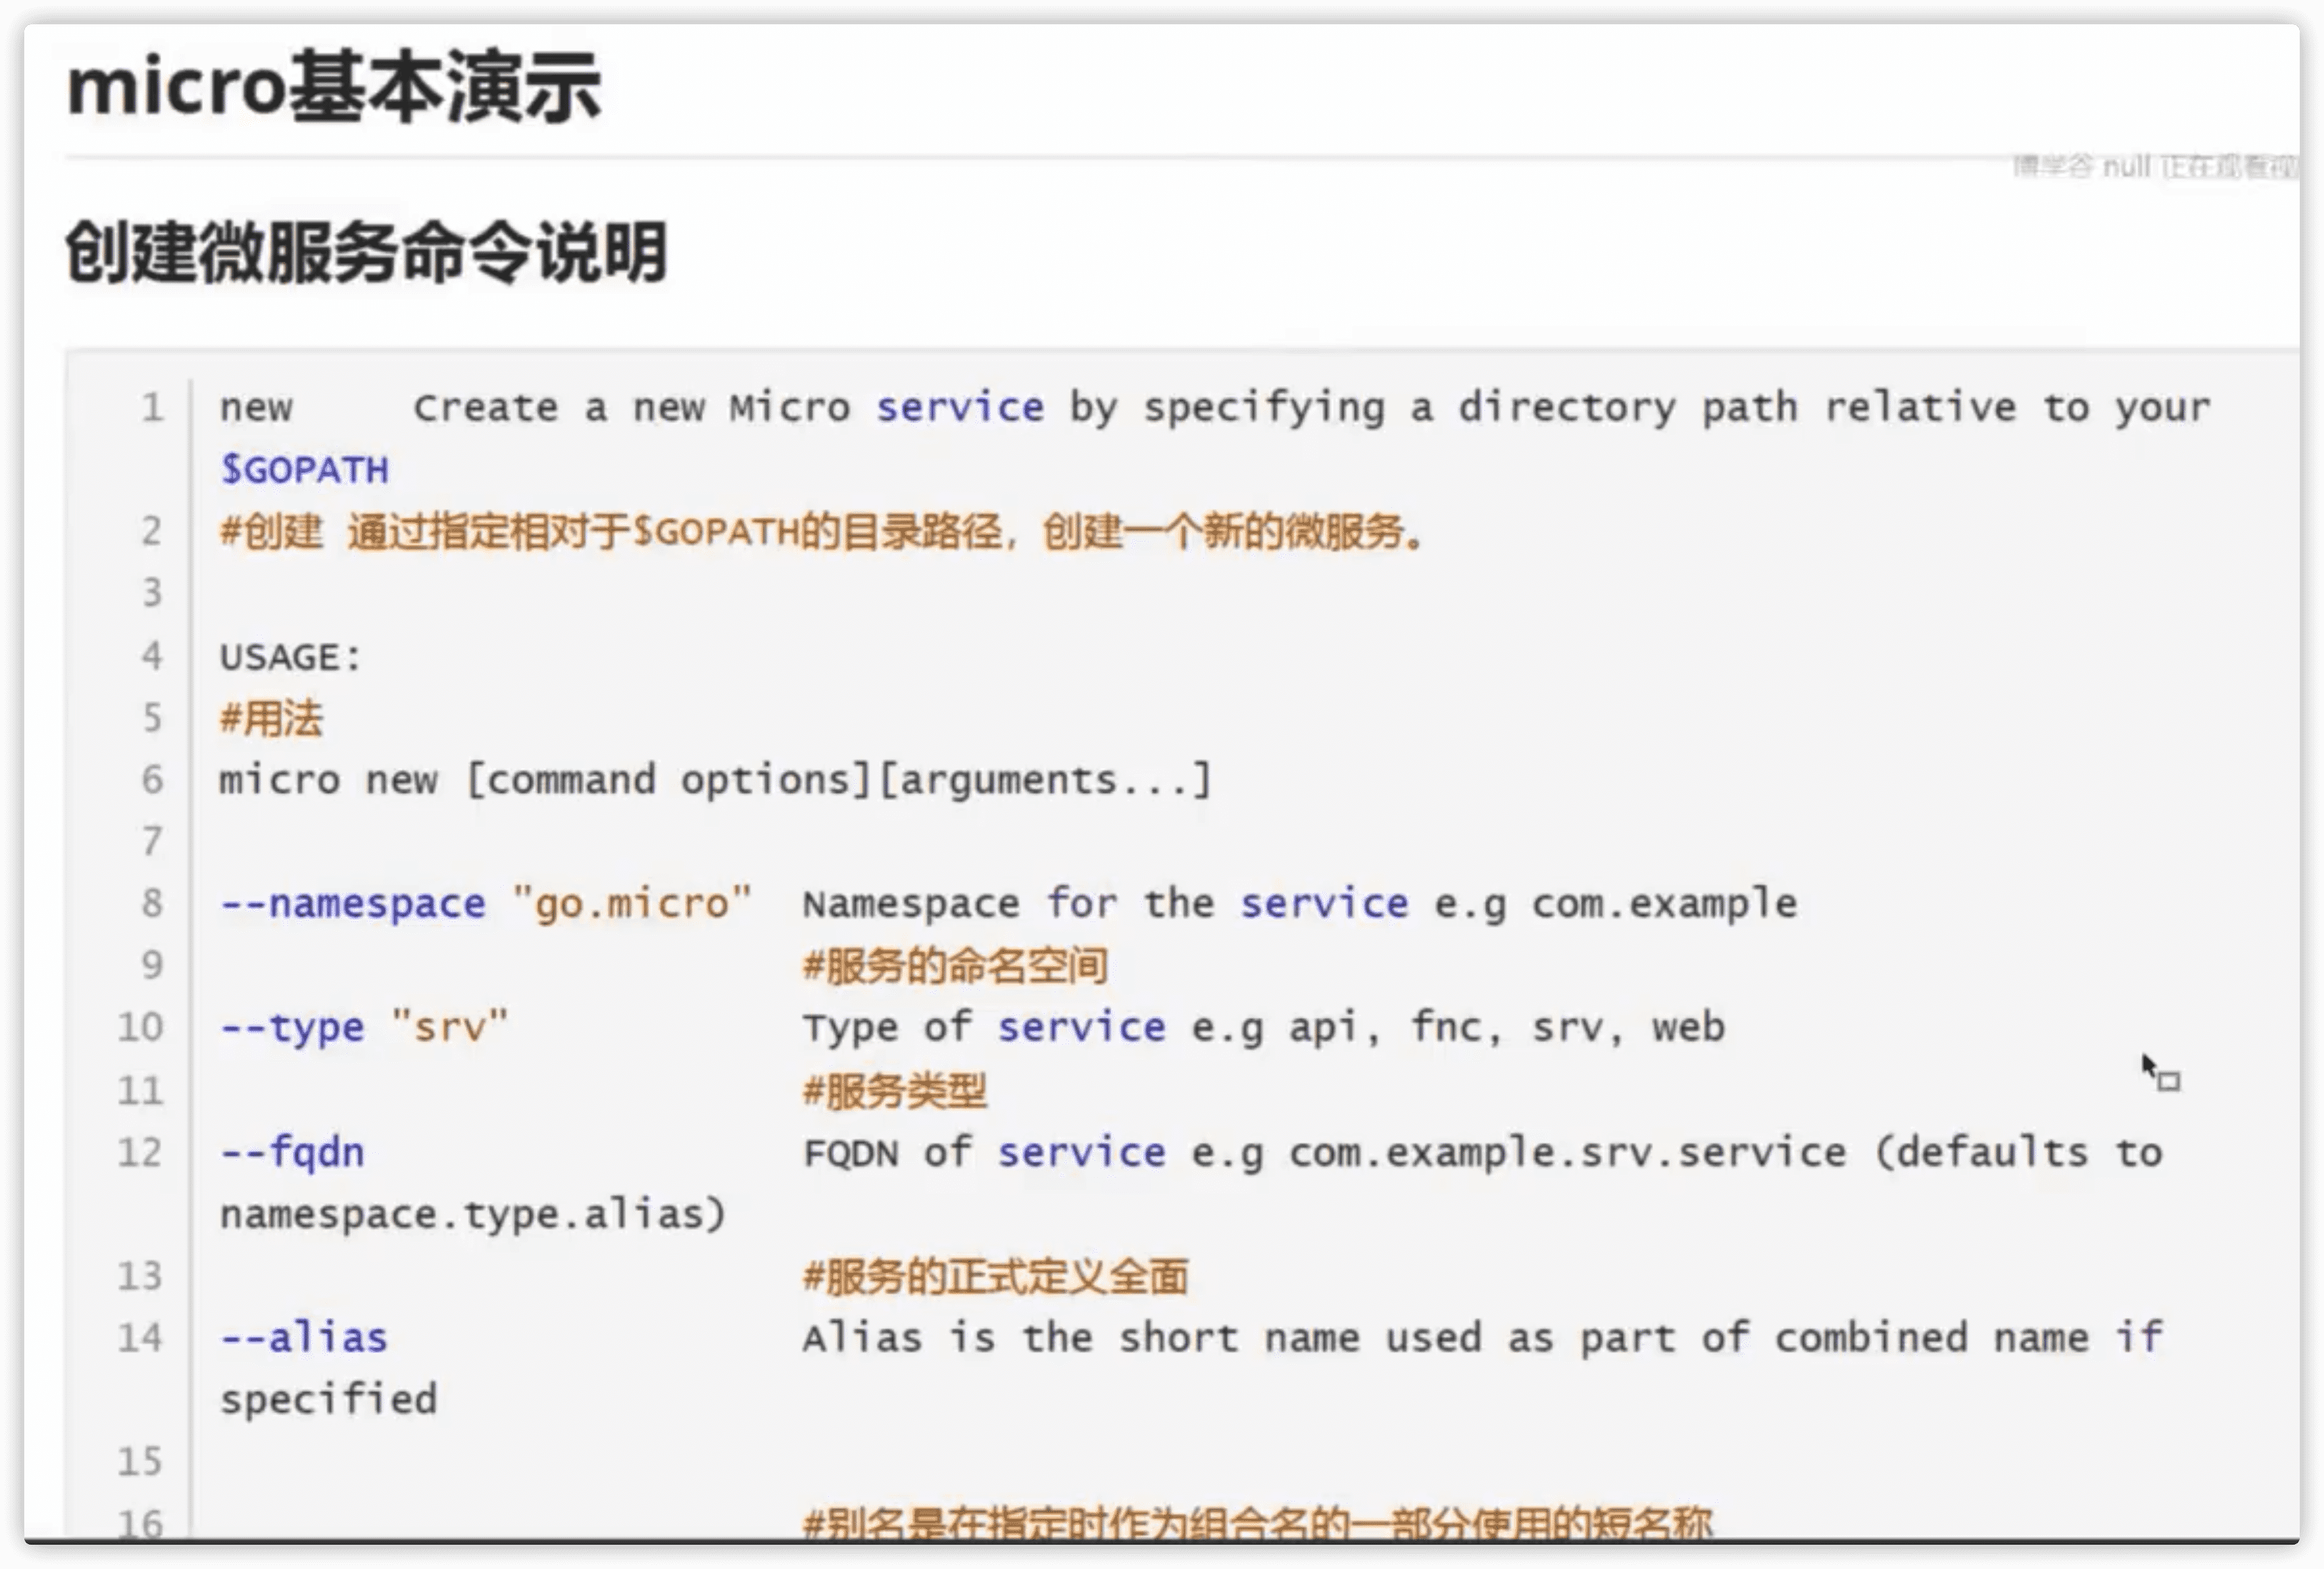 micro基本演示
博学谷 null 正在观看视
创建微服务命令说明
1 new     Create a new Micro service by specifying a directory path relative to your
$GOPATH
2 #创建 通过指定相对于$GOPATH的目录路径，创建一个新的微服务。
3
4 USAGE:
5 #用法
6 micro new [command options][arguments...]
7
8 --namespace "go.micro"  Namespace for the service e.g com.example
9 #服务的命名空间
10 --type "srv"            Type of service e.g api, fnc, srv, web
11 #服务类型
12 --fqdn                  FQDN of service e.g com.example.srv.service (defaults to
namespace.type.alias)
13 #服务的正式定义全面
14 --alias                 Alias is the short name used as part of combined name if
specified
15
16 #别名是在指定时作为组合名的一部分使用的短名称